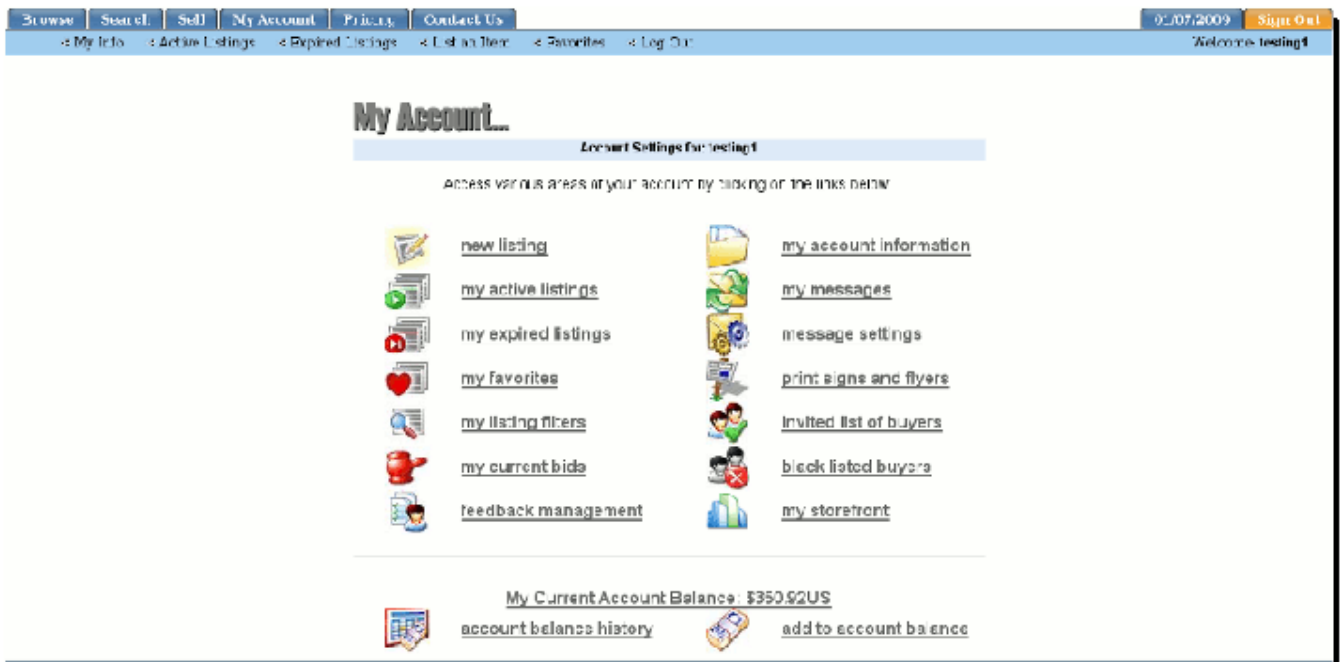 Browse Search Sell My Account Pricing Contact Us 01/07/2009 Sign Out
< My Info < Active Listings < Expired Listings < List an Item < Favorites < Log Out Welcome testing1
My Account...
Account Settings for testing1
Access various areas of your account by clicking on the links below
new listing my account information
my active listings my messages
my expired listings message settings
my favorites print signs and flyers
my listing filters invited list of buyers
my current bids black listed buyers
feedback management my storefront
My Current Account Balance: $350.92US
account balance history add to account balance